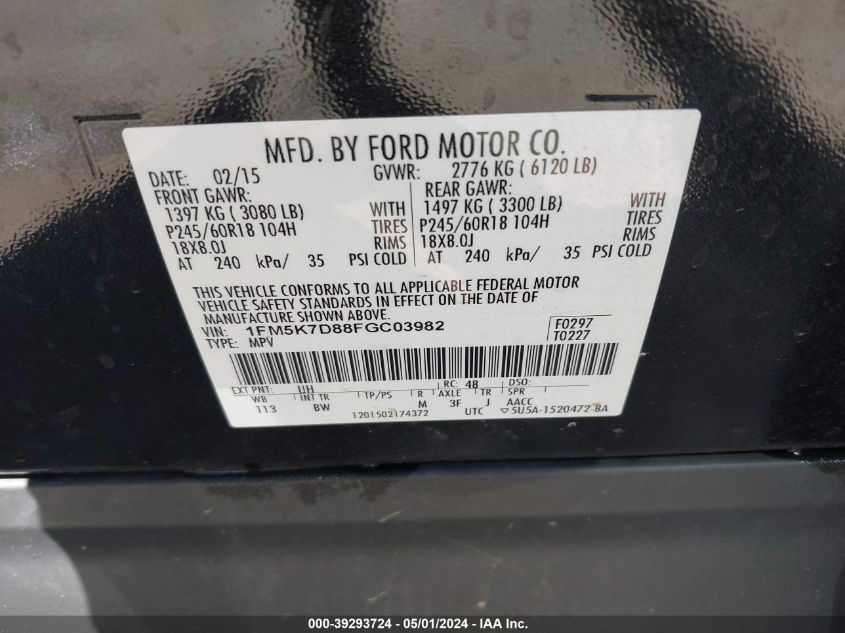 MFD. BY FORD MOTOR CO.
DATE: 02/15 GVWR: 2776 KG ( 6120 LB)
FRONT GAWR: REAR GAWR:
1397 KG ( 3080 LB) WITH 1497 KG ( 3300 LB) WITH
P245/60R18 104H TIRES P245/60R18 104H TIRES
18X8.0J RIMS 18X8.0J RIMS
AT 240 kPa/ 35 PSI COLD AT 240 kPa/ 35 PSI COLD
THIS VEHICLE CONFORMS TO ALL APPLICABLE FEDERAL MOTOR
VEHICLE SAFETY STANDARDS IN EFFECT ON THE DATE OF
MANUFACTURE SHOWN ABOVE.
VIN: 1FM5K7D88FGC03982 F0297
TYPE: MPV T0227
EXT PNT: UH RC: 48 DSO:
WB INT TR TP/PS R AXLE TR SPR
113 BW M 3F J AACC
1201502174372 UTC ▽5U5A-1520472-BA
000-39293724 - 05/01/2024 - www.iaai.com